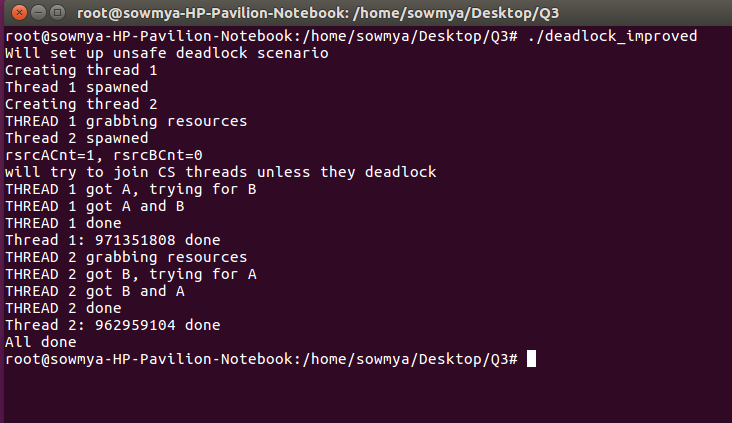 root@sowmya-HP-Pavilion-Notebook: /home/sowmya/Desktop/Q3
root@sowmya-HP-Pavilion-Notebook:/home/sowmya/Desktop/Q3# ./deadlock_improved
Will set up unsafe deadlock scenario
Creating thread 1
Thread 1 spawned
Creating thread 2
THREAD 1 grabbing resources
Thread 2 spawned
rsrcACnt=1, rsrcBCnt=0
will try to join CS threads unless they deadlock
THREAD 1 got A, trying for B
THREAD 1 got A and B
THREAD 1 done
Thread 1: 971351808 done
THREAD 2 grabbing resources
THREAD 2 got B, trying for A
THREAD 2 got B and A
THREAD 2 done
Thread 2: 962959104 done
All done
root@sowmya-HP-Pavilion-Notebook:/home/sowmya/Desktop/Q3#